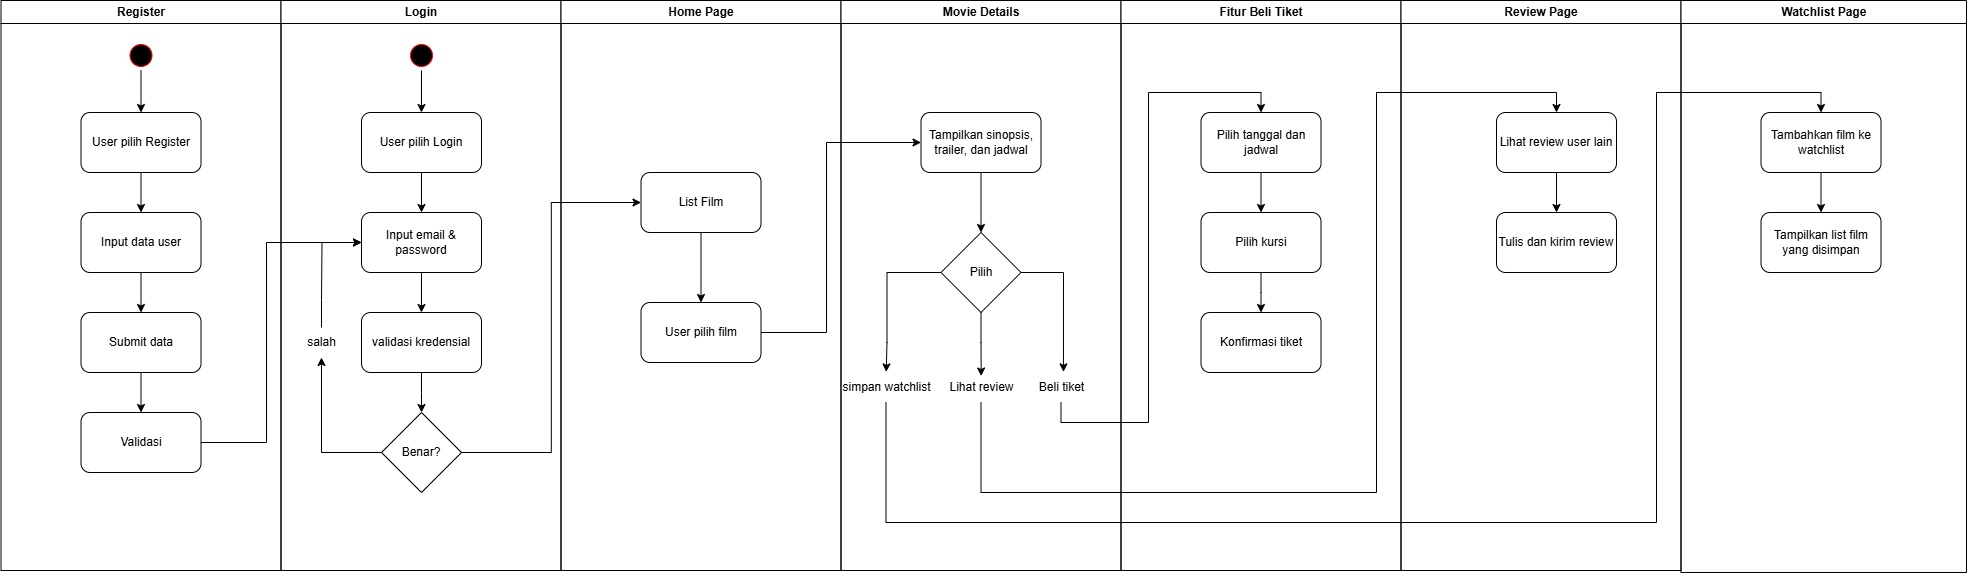 Register
Login
Home Page
Movie Details
Fitur Beli Tiket
Review Page
Watchlist Page
User pilih Register
Input data user
Submit data
Validasi
User pilih Login
Input email &
password
validasi kredensial
salah
Benar?
List Film
User pilih film
Tampilkan sinopsis,
trailer, dan jadwal
Pilih
simpan watchlist
Lihat review
Beli tiket
Pilih tanggal dan
jadwal
Pilih kursi
Konfirmasi tiket
Lihat review user lain
Tulis dan kirim review
Tambahkan film ke
watchlist
Tampilkan list film
yang disimpan